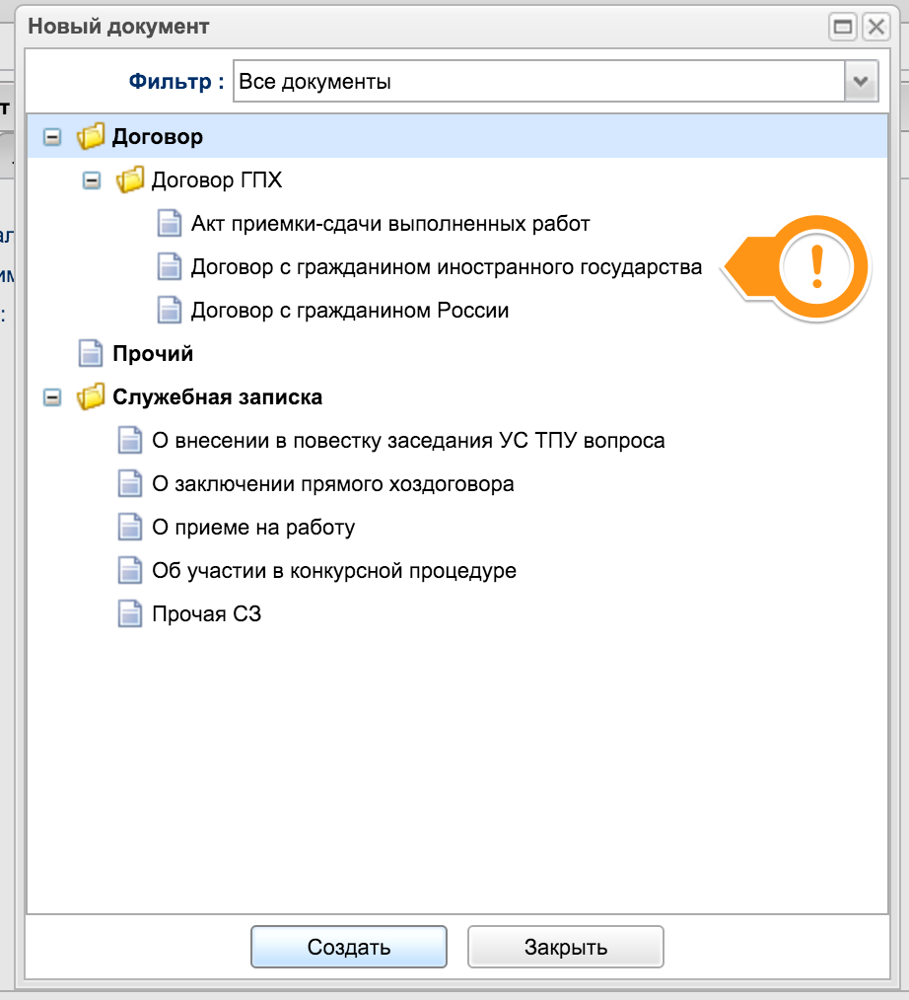 Новый документ
Фильтр : Все документы
Договор
Договор ГПХ
Акт приемки-сдачи выполненных работ
Договор с гражданином иностранного государства
!
Договор с гражданином России
Прочий
Служебная записка
О внесении в повестку заседания УС ТПУ вопроса
О заключении прямого хоздоговора
О приеме на работу
Об участии в конкурсной процедуре
Прочая СЗ
Создать Закрыть